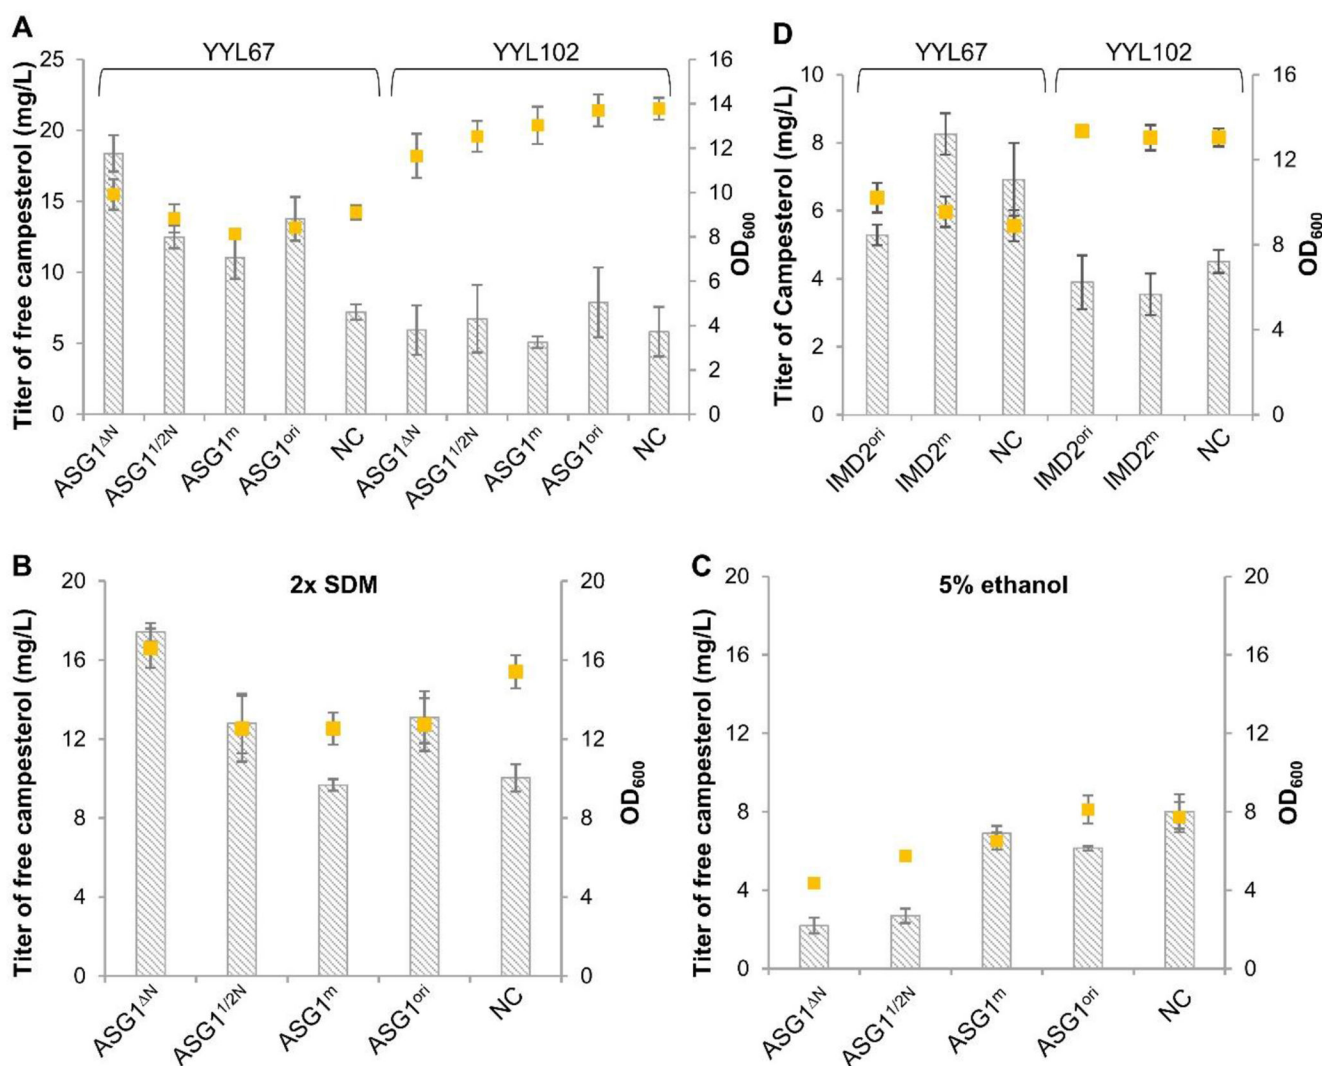 A
YYL67
YYL102
Titer of free campesterol (mg/L)
25
20
15
10
5
0
16
14
12
10
8
6
4
2
0
OD600
ASG1ΔN
ASG11/2N
ASG1m
ASG1ori
NC
ASG1ΔN
ASG11/2N
ASG1m
ASG1ori
NC
D
YYL67
YYL102
Titer of Campesterol (mg/L)
10
8
6
4
2
0
16
12
8
4
0
OD600
IMD2ori
IMD2m
NC
IMD2ori
IMD2m
NC
B
2x SDM
Titer of free campesterol (mg/L)
20
16
12
8
4
0
20
16
12
8
4
0
OD600
ASG1ΔN
ASG11/2N
ASG1m
ASG1ori
NC
C
5% ethanol
Titer of free campesterol (mg/L)
20
16
12
8
4
0
20
16
12
8
4
0
OD600
ASG1ΔN
ASG11/2N
ASG1m
ASG1ori
NC